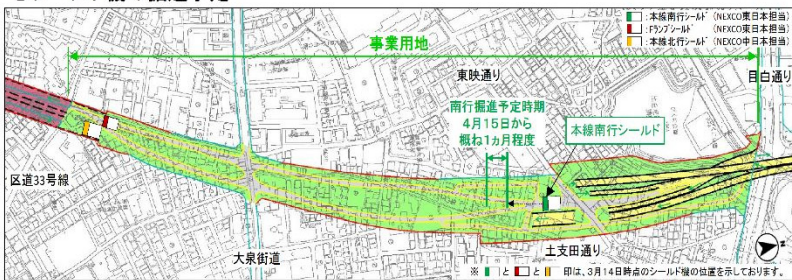 ■:本線南行シールド (NEXCO東日本担当)
■:Fランプシールド (NEXCO東日本担当)
■:本線北行シールド (NEXCO中日本担当)
事業用地
東映通り
目白通り
南行掘進予定時期
4月15日から
概ね1ヵ月程度
本線南行シールド
区道33号線
大泉街道
土支田通り
※ ■ と ■ と ■ 印は、3月14日時点のシールド機の位置を示しております。